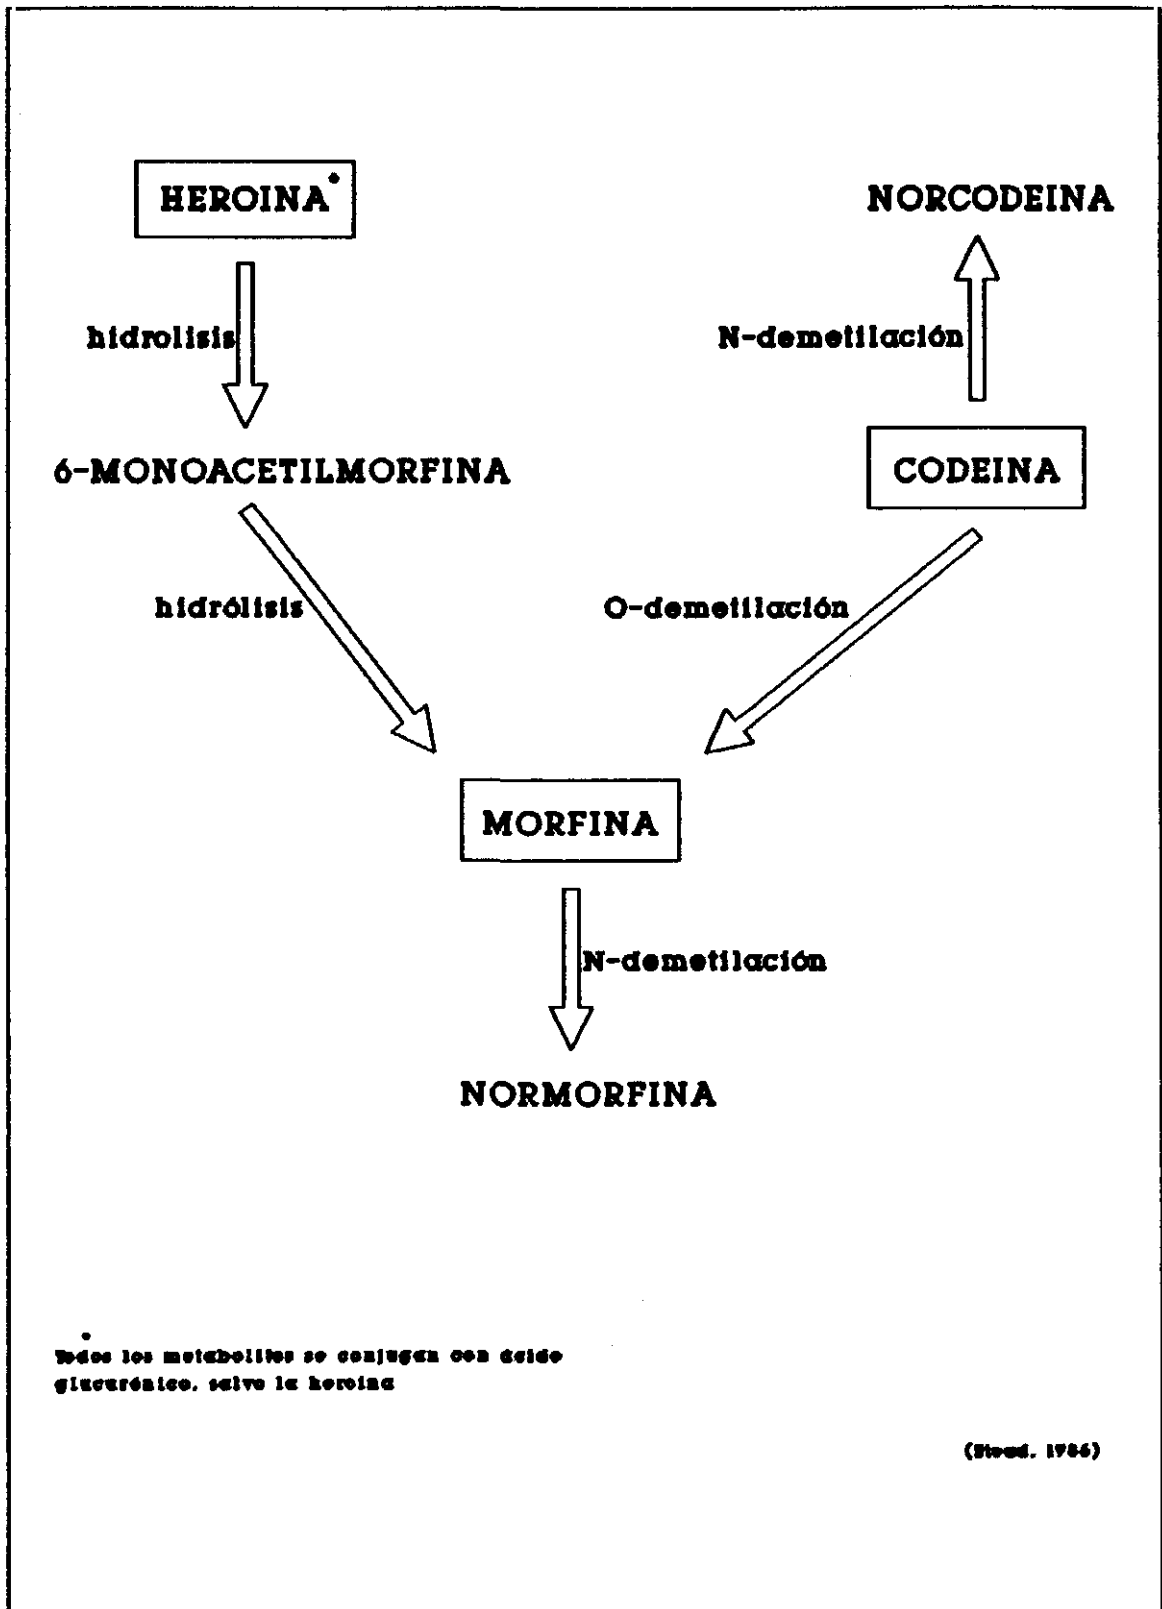 HEROINA*
NORCODEINA
hidrolisis
N-demetilación
6-MONOACETILMORFINA
CODEINA
hidrólisis
O-demetilación
MORFINA
N-demetilación
NORMORFINA
*
Todos los metabolitos se conjugan con ácido
glucurónico, salvo la heroina
(1986)